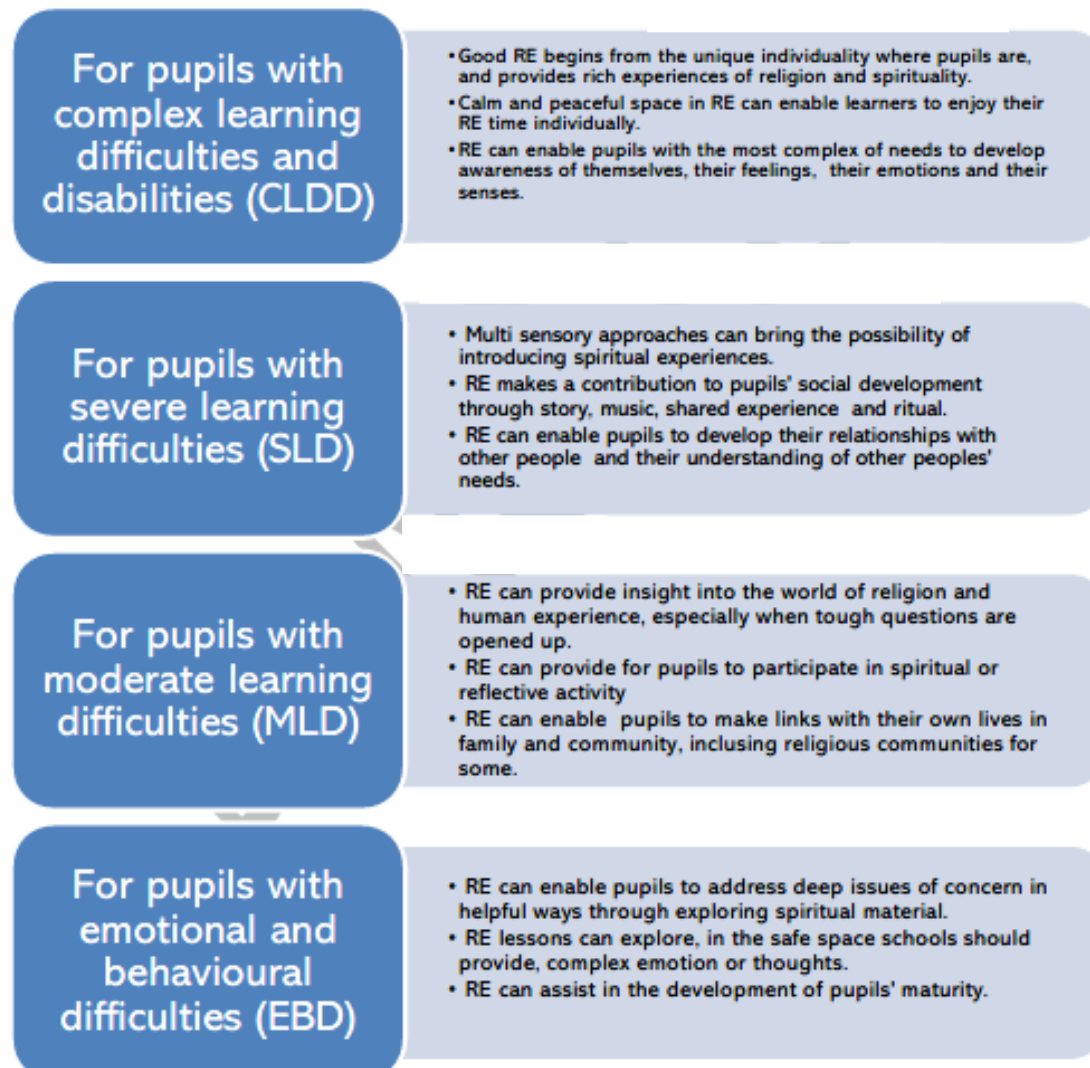 For pupils with
complex learning
difficulties and
disabilities (CLDD)
•Good RE begins from the unique individuality where pupils are,
and provides rich experiences of religion and spirituality.
•Calm and peaceful space in RE can enable learners to enjoy their
RE time individually.
•RE can enable pupils with the most complex of needs to develop
awareness of themselves, their feelings, their emotions and their
senses.
For pupils with
severe learning
difficulties (SLD)
• Multi sensory approaches can bring the possibility of
introducing spiritual experiences.
• RE makes a contribution to pupils' social development
through story, music, shared experience and ritual.
• RE can enable pupils to develop their relationships with
other people and their understanding of other peoples'
needs.
For pupils with
moderate learning
difficulties (MLD)
• RE can provide insight into the world of religion and
human experience, especially when tough questions are
opened up.
• RE can provide for pupils to participate in spiritual or
reflective activity
• RE can enable pupils to make links with their own lives in
family and community, inclusing religious communities for
some.
For pupils with
emotional and
behavioural
difficulties (EBD)
• RE can enable pupils to address deep issues of concern in
helpful ways through exploring spiritual material.
• RE lessons can explore, in the safe space schools should
provide, complex emotion or thoughts.
• RE can assist in the development of pupils' maturity.